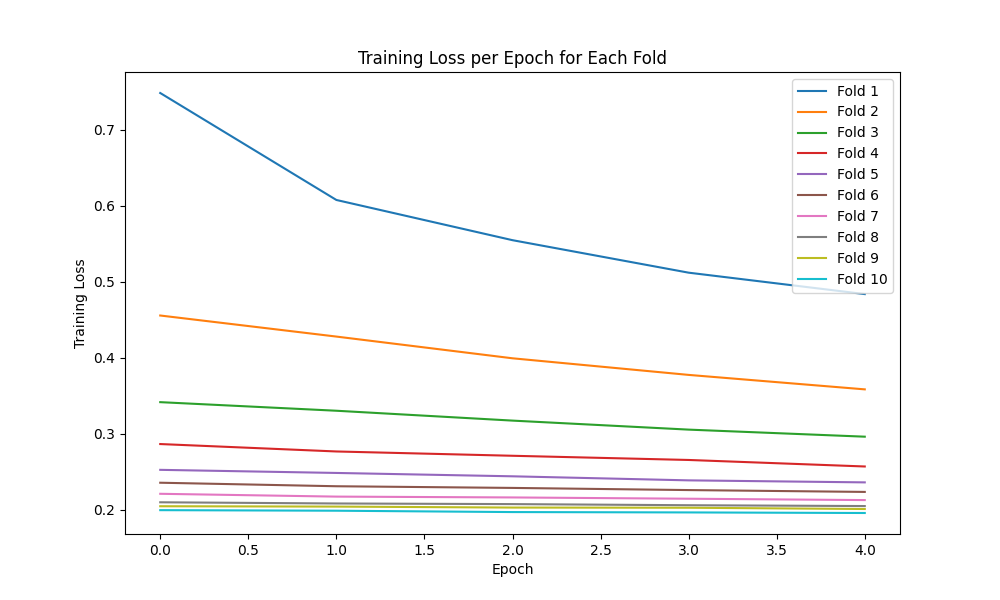 Training Loss per Epoch for Each Fold
Training Loss
0.7
0.6
0.5
0.4
0.3
0.2
Fold 1
Fold 2
Fold 3
Fold 4
Fold 5
Fold 6
Fold 7
Fold 8
Fold 9
Fold 10
0.0 0.5 1.0 1.5 2.0 2.5 3.0 3.5 4.0
Epoch